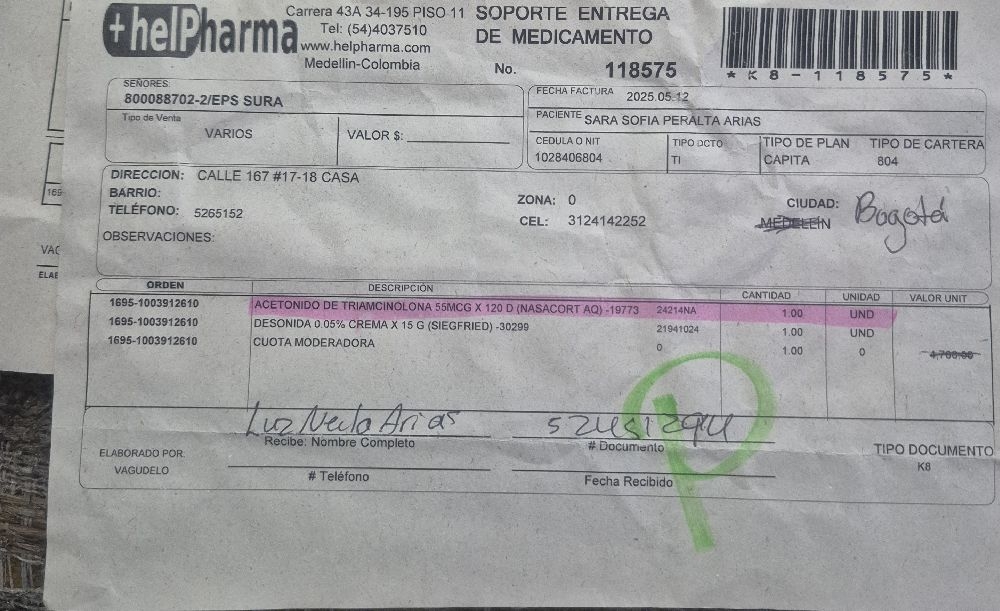 +helPharma
Carrera 43A 34-195 PISO 11
Tel: (54)4037510
www.helpharma.com
Medellin-Colombia
SOPORTE ENTREGA
DE MEDICAMENTO
No. 118575
*K8-118575*
SEÑORES:
800088702-2/EPS SURA
Tipo de Venta
VARIOS
VALOR $:
FECHA FACTURA 2025.05.12
PACIENTE SARA SOFIA PERALTA ARIAS
CEDULA O NIT TIPO DCTO TIPO DE PLAN TIPO DE CARTERA
1028406804 TI CAPITA 804
DIRECCION: CALLE 167 #17-18 CASA
BARRIO:
TELÉFONO: 5265152
ZONA: 0
CEL: 3124142252
CIUDAD: Bogotá
MEDELLÍN
OBSERVACIONES:
ORDEN DESCRIPCIÓN CANTIDAD UNIDAD VALOR UNIT
1695-1003912610 ACETONIDO DE TRIAMCINOLONA 55MCG X 120 D (NASACORT AQ) -19773 24214NA 1.00 UND
1695-1003912610 DESONIDA 0.05% CREMA X 15 G (SIEGFRIED) -30299 21941024 1.00 UND
1695-1003912610 CUOTA MODERADORA 0 1.00 0 4,700.00
P
Luz Arias
Recibe: Nombre Completo
# Documento
ELABORADO POR:
VAGUDELO
# Teléfono
Fecha Recibido
TIPO DOCUMENTO
K8
169
VAG
ELAE